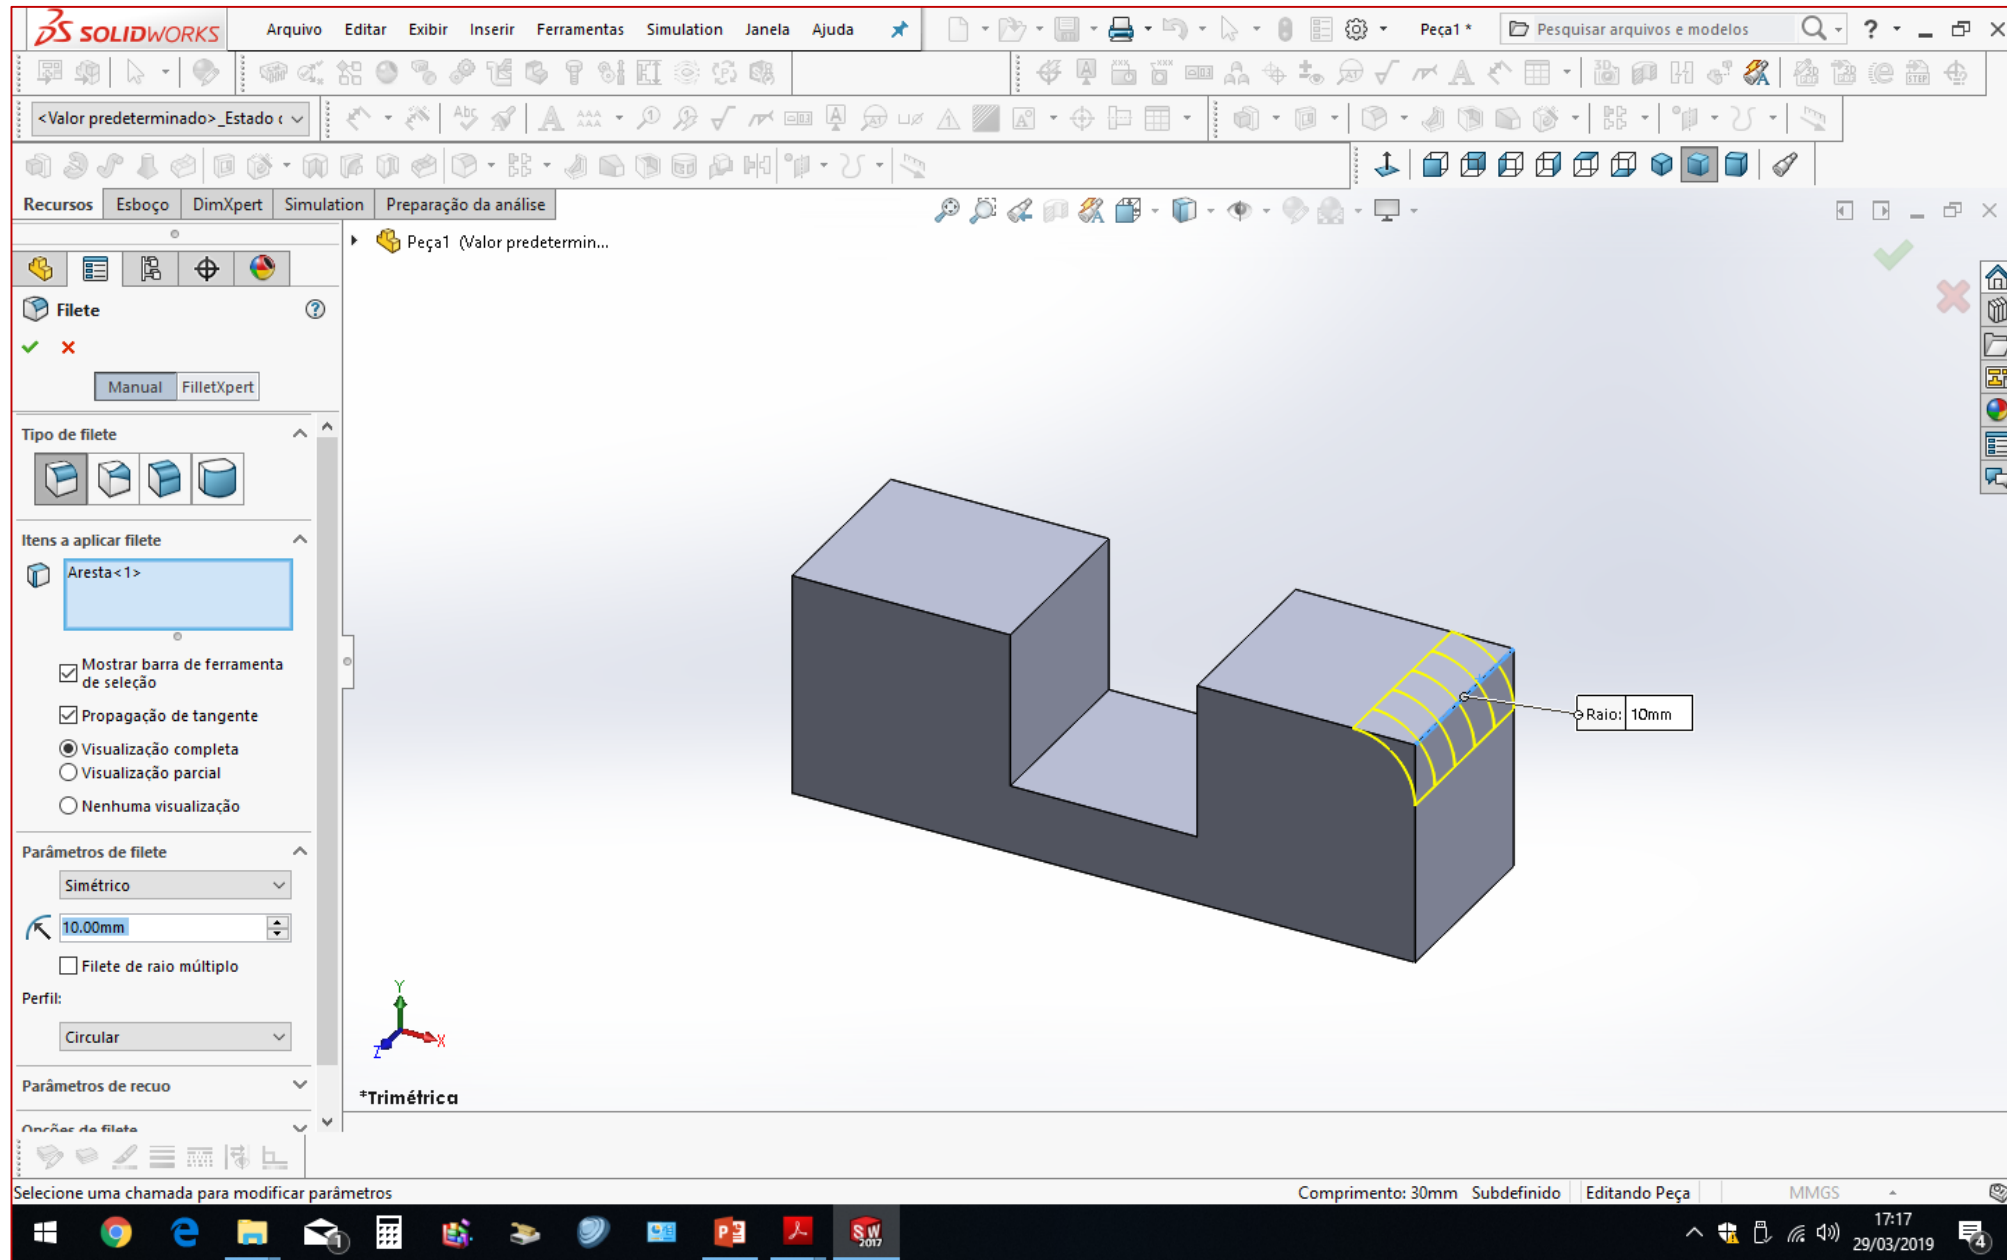 SOLIDWORKS Arquivo Editar Exibir Inserir Ferramentas Simulation Janela Ajuda Peça1 * Pesquisar arquivos e modelos ?
<Valor predeterminado>_Estado
Recursos Esboço DimXpert Simulation Preparação da análise
Peça1 (Valor predetermin...
Filete
Manual FilletXpert
Tipo de filete
Itens a aplicar filete
Aresta<1>
Mostrar barra de ferramenta
de seleção
Propagação de tangente
Visualização completa
Visualização parcial
Nenhuma visualização
Raio: 10mm
Parâmetros de filete
Simétrico
10.00mm
Filete de raio múltiplo
Perfil:
Circular
Y
X
Z
Parâmetros de recuo
*Trimétrica
Opções de filete
Selecione uma chamada para modificar parâmetros Comprimento: 30mm Subdefinido Editando Peça MMGS
17:17
29/03/2019